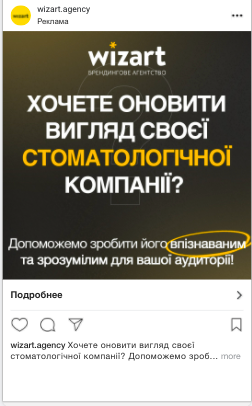 wizart
wizart.agency
Реклама
wizart
БРЕНДИНГОВЕ АГЕНТСТВО
ХОЧЕТЕ ОНОВИТИ
ВИГЛЯД СВОЄЇ
СТОМАТОЛОГІЧНОЇ
КОМПАНІЇ?
Допоможемо зробити його впізнаваним
та зрозумілим для вашої аудиторії!
Подробнее
wizart.agency Хочете оновити вигляд своєї
стоматологічної компанії? Допоможемо зроб... more